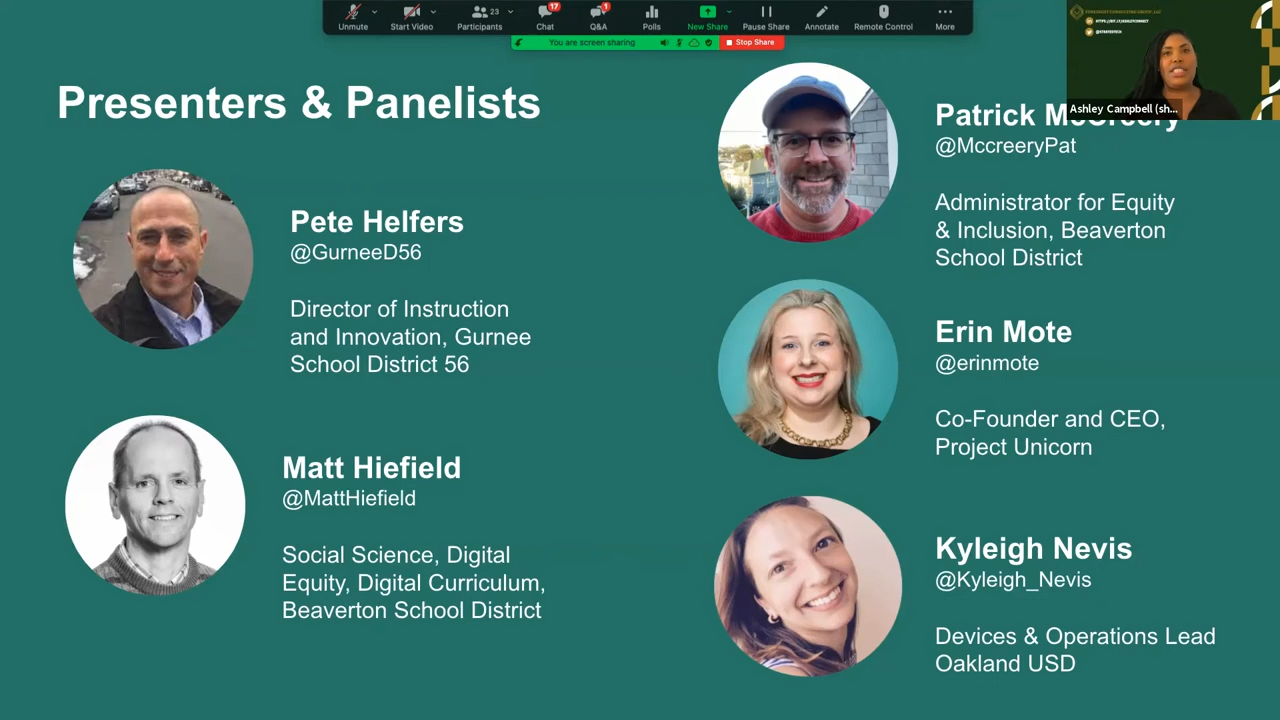 Unmute
Start Video
23
Participants
17
Chat
1
Q&A
Polls
New Share
Pause Share
Annotate
Remote Control
More
You are screen sharing
Stop Share
Ashley Campbell (sh...
Presenters & Panelists
Pete Helfers
@GurneeD56
Director of Instruction
and Innovation, Gurnee
School District 56
Matt Hiefield
@MattHiefield
Social Science, Digital
Equity, Digital Curriculum,
Beaverton School District
Patrick McCreery
@MccreeryPat
Administrator for Equity
& Inclusion, Beaverton
School District
Erin Mote
@erinmote
Co-Founder and CEO,
Project Unicorn
Kyleigh Nevis
@Kyleigh_Nevis
Devices & Operations Lead
Oakland USD